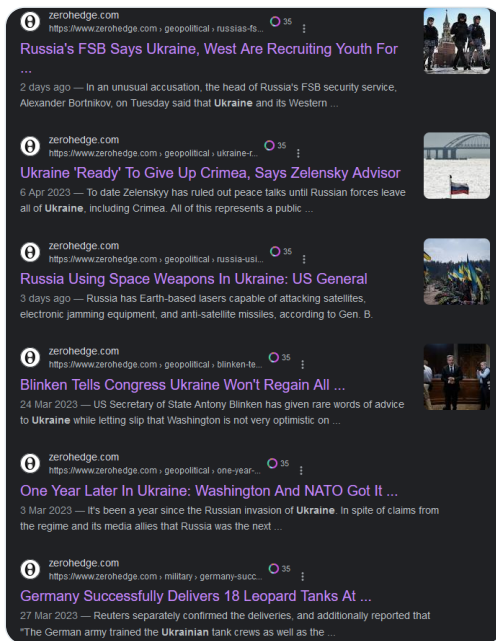 zerohedge.com
https://www.zerohedge.com › geopolitical › russias-fs... 35
Russia's FSB Says Ukraine, West Are Recruiting Youth For
...
2 days ago — In an unusual accusation, the head of Russia's FSB security service,
Alexander Bortnikov, on Tuesday said that Ukraine and its Western ...
zerohedge.com
https://www.zerohedge.com › geopolitical › ukraine-r... 35
Ukraine 'Ready' To Give Up Crimea, Says Zelensky Advisor
6 Apr 2023 — To date Zelenskyy has ruled out peace talks until Russian forces leave
all of Ukraine, including Crimea. All of this represents a public ...
zerohedge.com
https://www.zerohedge.com › geopolitical › russia-usi... 35
Russia Using Space Weapons In Ukraine: US General
3 days ago — Russia has Earth-based lasers capable of attacking satellites,
electronic jamming equipment, and anti-satellite missiles, according to Gen. B.
zerohedge.com
https://www.zerohedge.com › geopolitical › blinken-te... 35
Blinken Tells Congress Ukraine Won't Regain All ...
24 Mar 2023 — US Secretary of State Antony Blinken has given rare words of advice
to Ukraine while letting slip that Washington is not very optimistic on ...
zerohedge.com
https://www.zerohedge.com › geopolitical › one-year-... 35
One Year Later In Ukraine: Washington And NATO Got It ...
3 Mar 2023 — It's been a year since the Russian invasion of Ukraine. In spite of claims from
the regime and its media allies that Russia was the next ...
zerohedge.com
https://www.zerohedge.com › military › germany-succ... 35
Germany Successfully Delivers 18 Leopard Tanks At ...
27 Mar 2023 — Reuters separately confirmed the deliveries, and additionally reported that
"The German army trained the Ukrainian tank crews as well as the ...